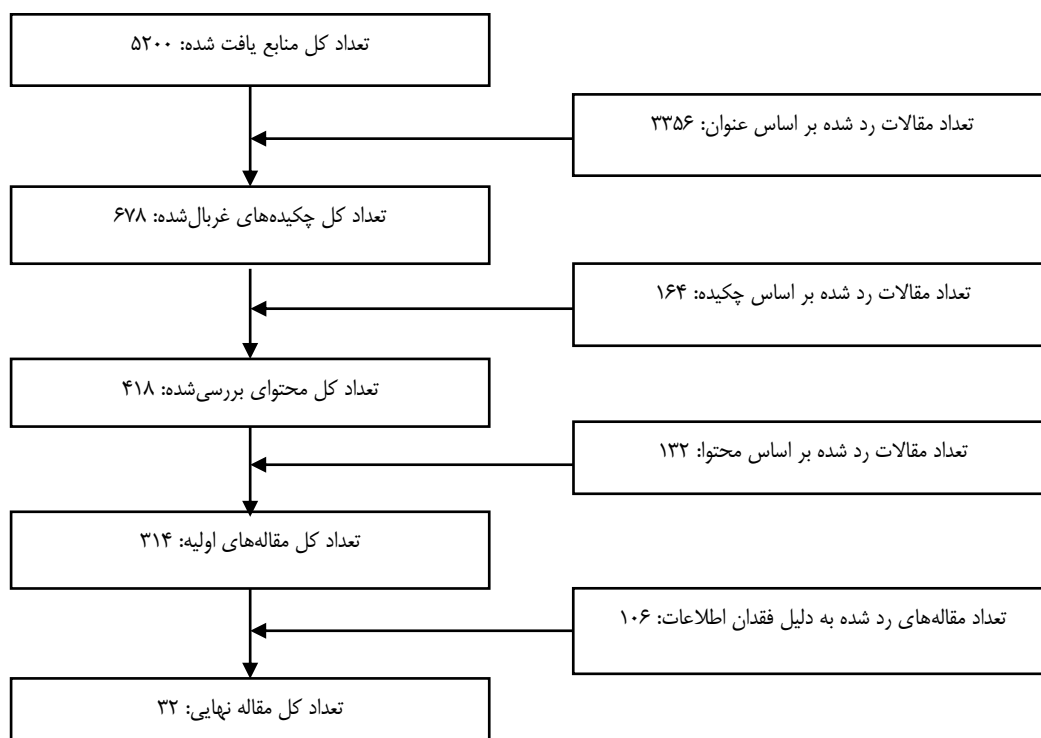 تعداد کل منابع یافت شده: ۵۲۰۰
تعداد مقالات رد شده بر اساس عنوان: ۳۳۵۶
تعداد کل چکیده‌های غربال‌شده: ۶۷۸
تعداد مقالات رد شده بر اساس چکیده: ۱۶۴
تعداد کل محتوای بررسی‌شده: ۴۱۸
تعداد مقالات رد شده بر اساس محتوا: ۱۳۲
تعداد کل مقاله‌های اولیه: ۳۱۴
تعداد مقاله‌های رد شده به دلیل فقدان اطلاعات: ۱۰۶
تعداد کل مقاله نهایی: ۳۲